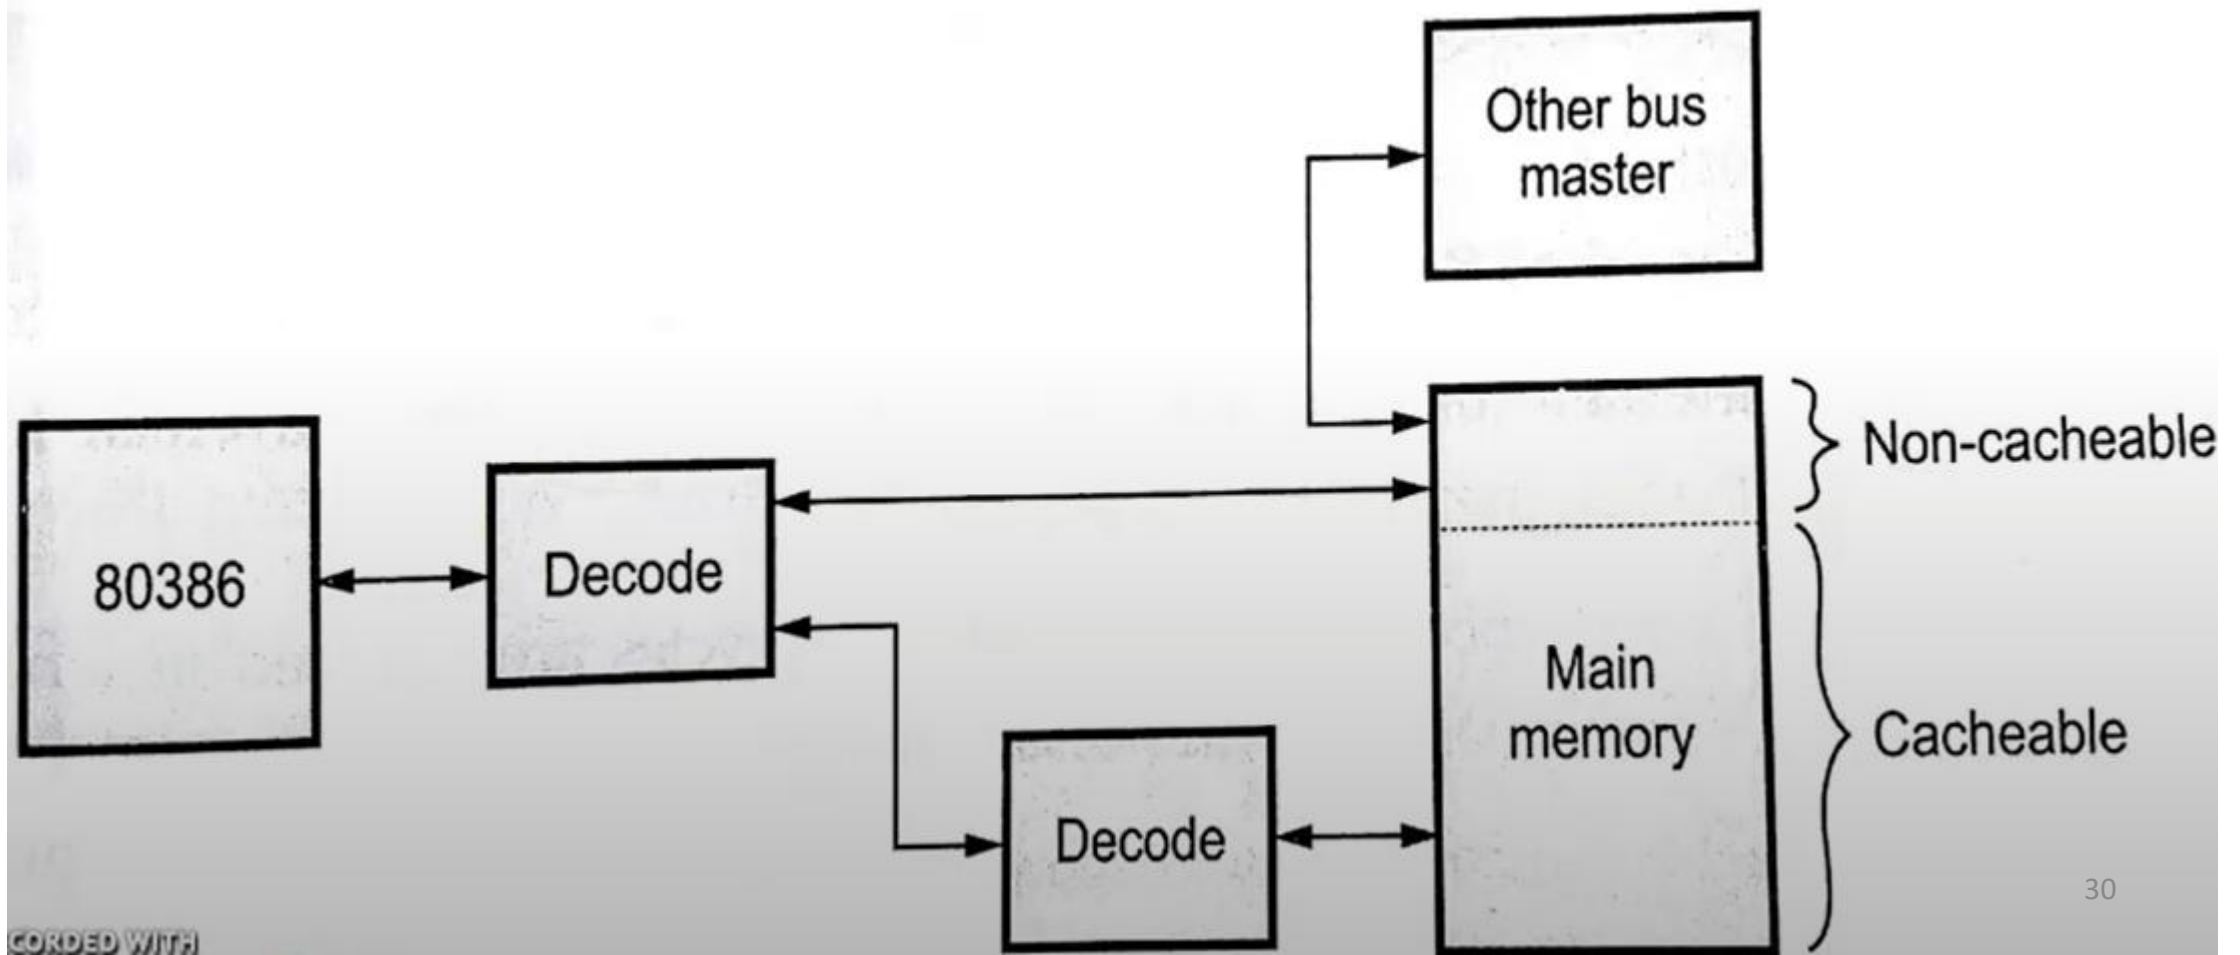 Other bus
master
Non-cacheable
80386
Decode
Main
memory
Cacheable
Decode
30
CORDED WITH